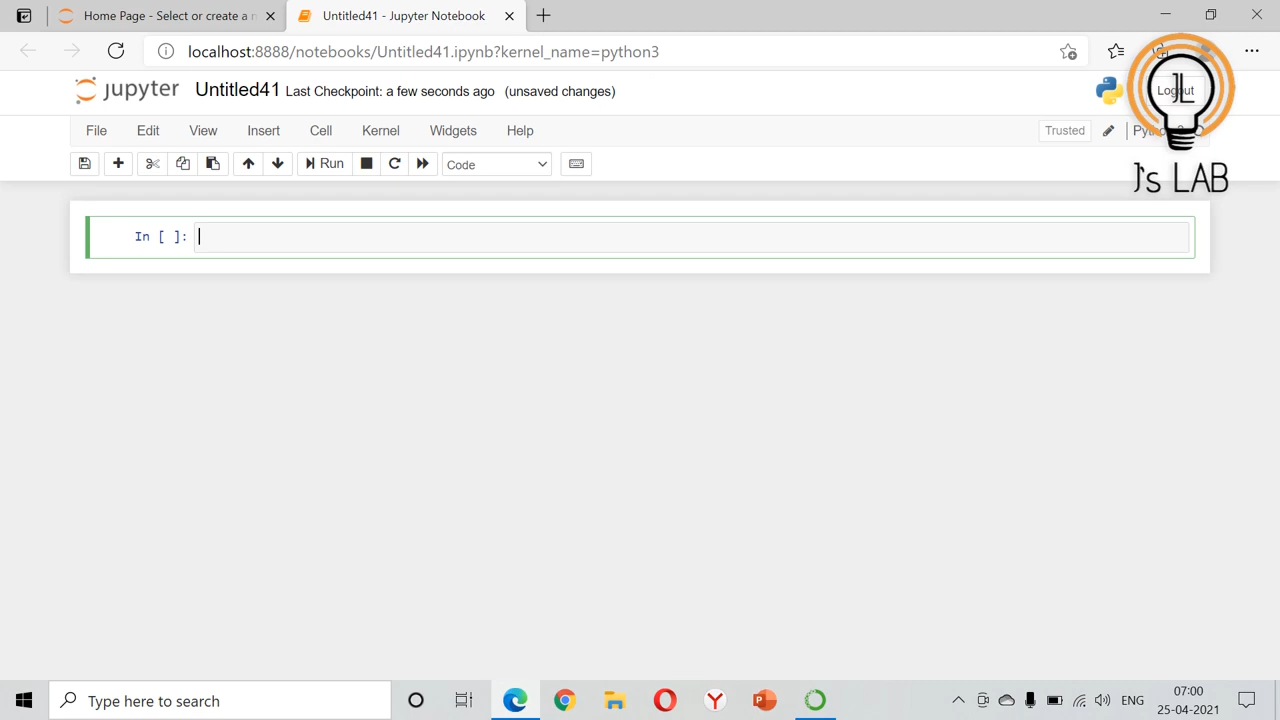 Home Page - Select or create a n
Untitled41 - Jupyter Notebook
localhost:8888/notebooks/Untitled41.ipynb?kernel_name=python3
jupyter Untitled41 Last Checkpoint: a few seconds ago (unsaved changes)
Logout
JL
J's LAB
File Edit View Insert Cell Kernel Widgets Help
Trusted
Run
Code
In [ ]:
Type here to search
ENG
07:00
25-04-2021